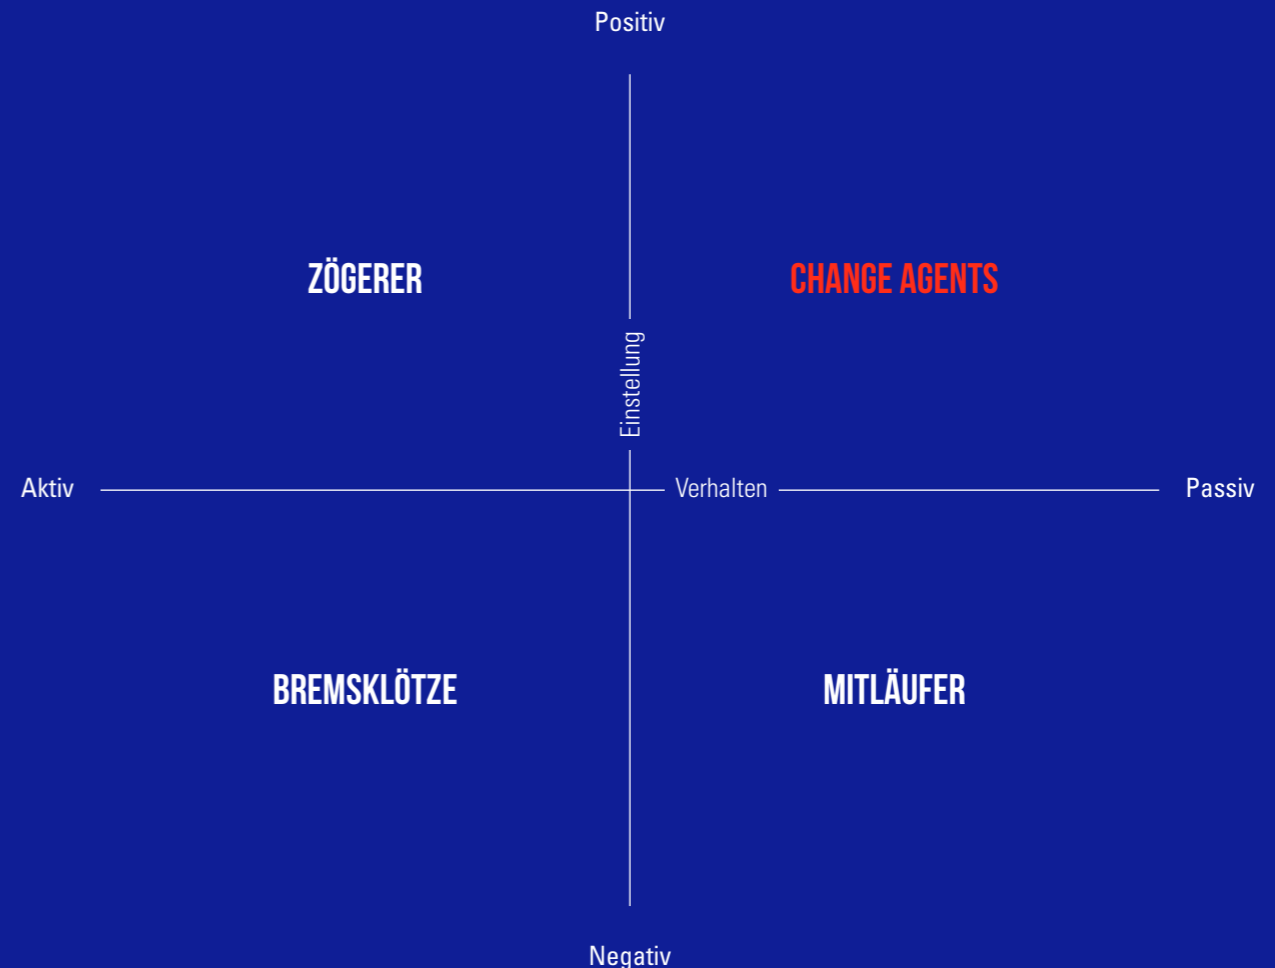 Positiv
ZÖGERER
CHANGE AGENTS
Einstellung
Aktiv
Verhalten
Passiv
BREMSKLÖTZE
MITLÄUFER
Negativ